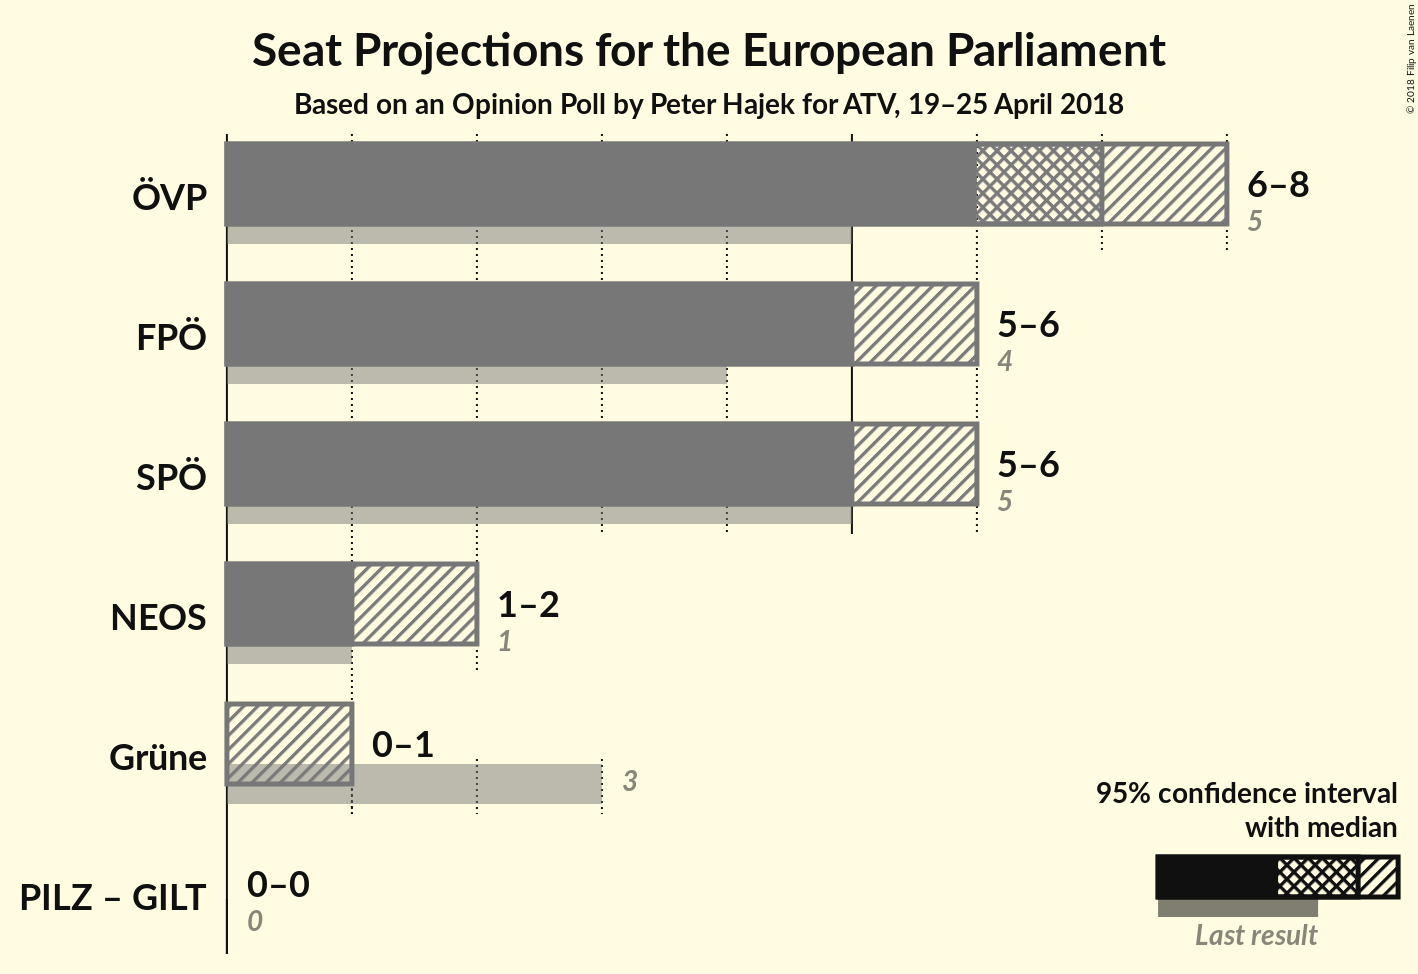 Seat Projections for the European Parliament
Based on an Opinion Poll by Peter Hajek for ATV, 19–25 April 2018
© 2018 Filip van Laenen
ÖVP
6–8
5
FPÖ
5–6
4
SPÖ
5–6
5
NEOS
1–2
1
Grüne
0–1
3
PILZ – GILT
0–0
0
95% confidence interval
with median
Last result